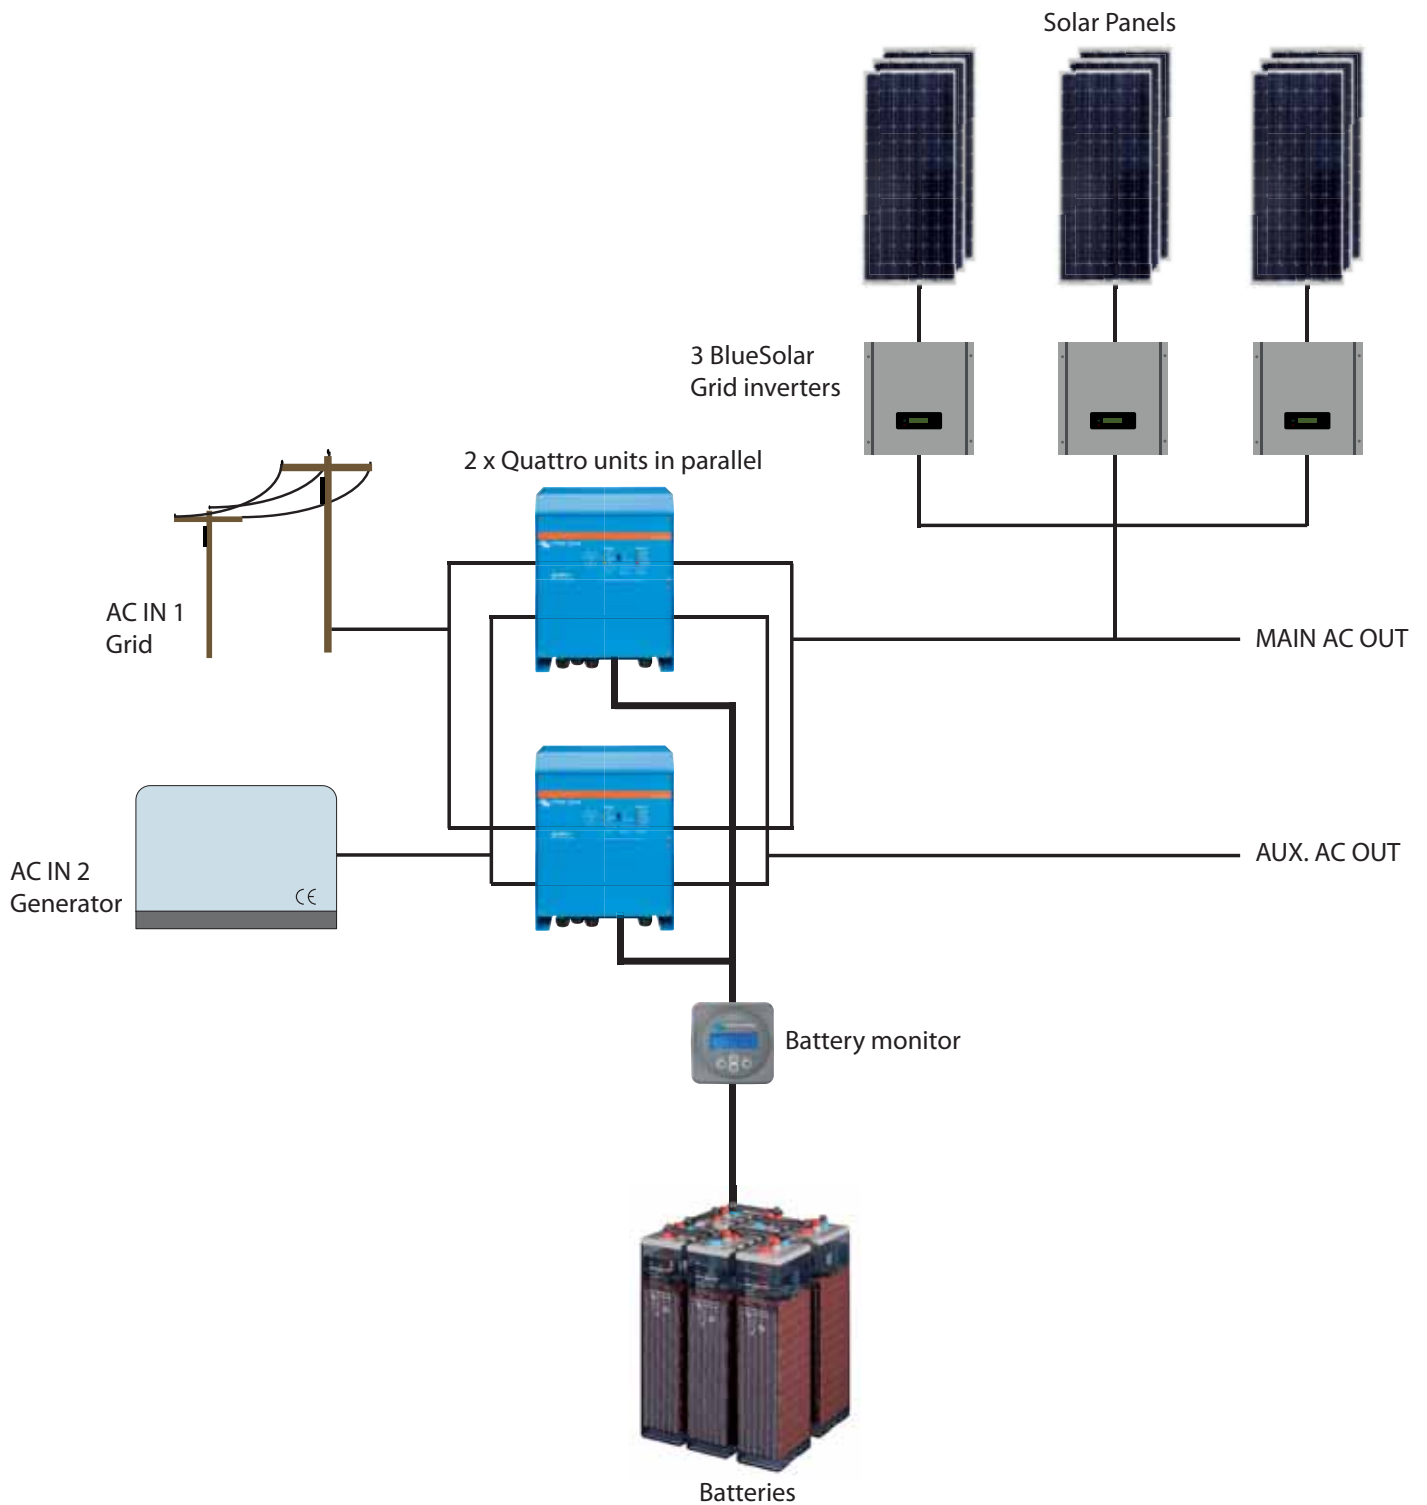 Solar Panels
3 BlueSolar
Grid inverters
2 x Quattro units in parallel
AC IN 1
Grid
MAIN AC OUT
AC IN 2
Generator
CE
AUX. AC OUT
Battery monitor
Batteries